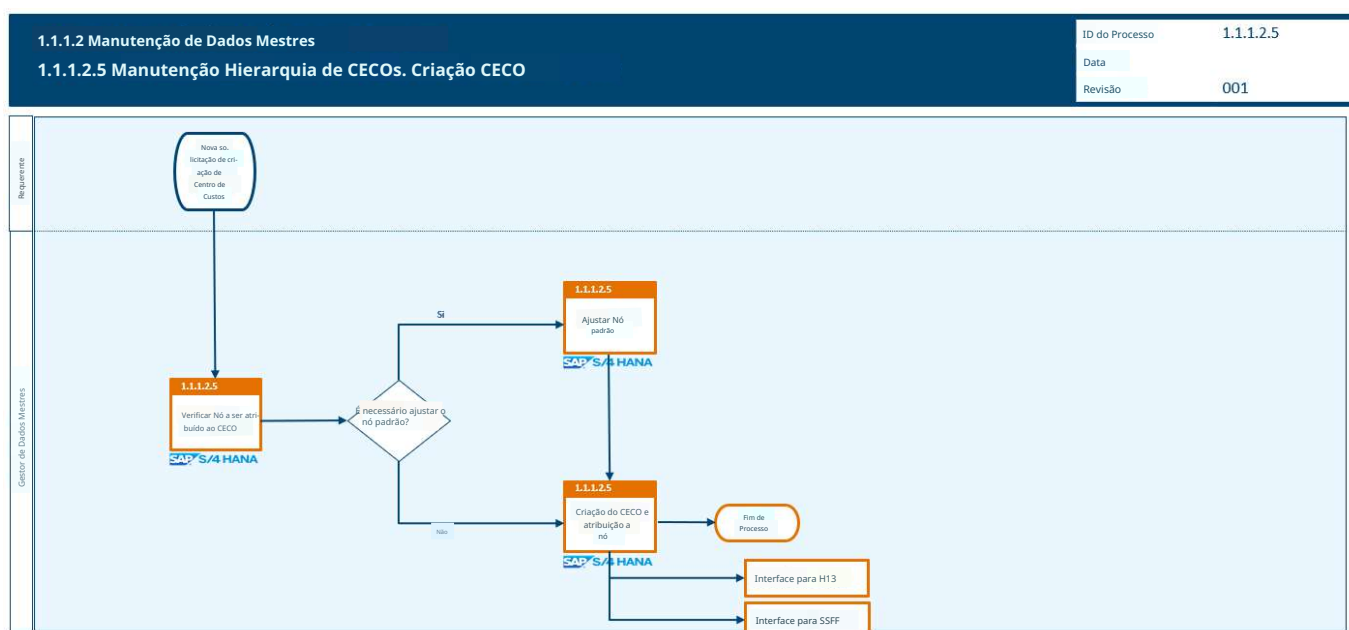 1.1.1.2 Manutenção de Dados Mestres
1.1.1.2.5 Manutenção Hierarquia de CECOs. Criação CECO
ID do Processo 1.1.1.2.5
Data
Revisão 001
Requerente
Nova so.
licitação de cri-
ação de
Centro de
Custos
Gestor de Dados Mestres
1.1.1.2.5
Ajustar Nó
padrão
SAP S/4 HANA
Si
1.1.1.2.5
Verificar Nó a ser atri-
buído ao CECO
SAP S/4 HANA
É necessário ajustar o
nó padrão?
Não
1.1.1.2.5
Criação do CECO e
atribuição a
nó
SAP S/4 HANA
Fim de
Processo
Interface para H13
Interface para SSFF